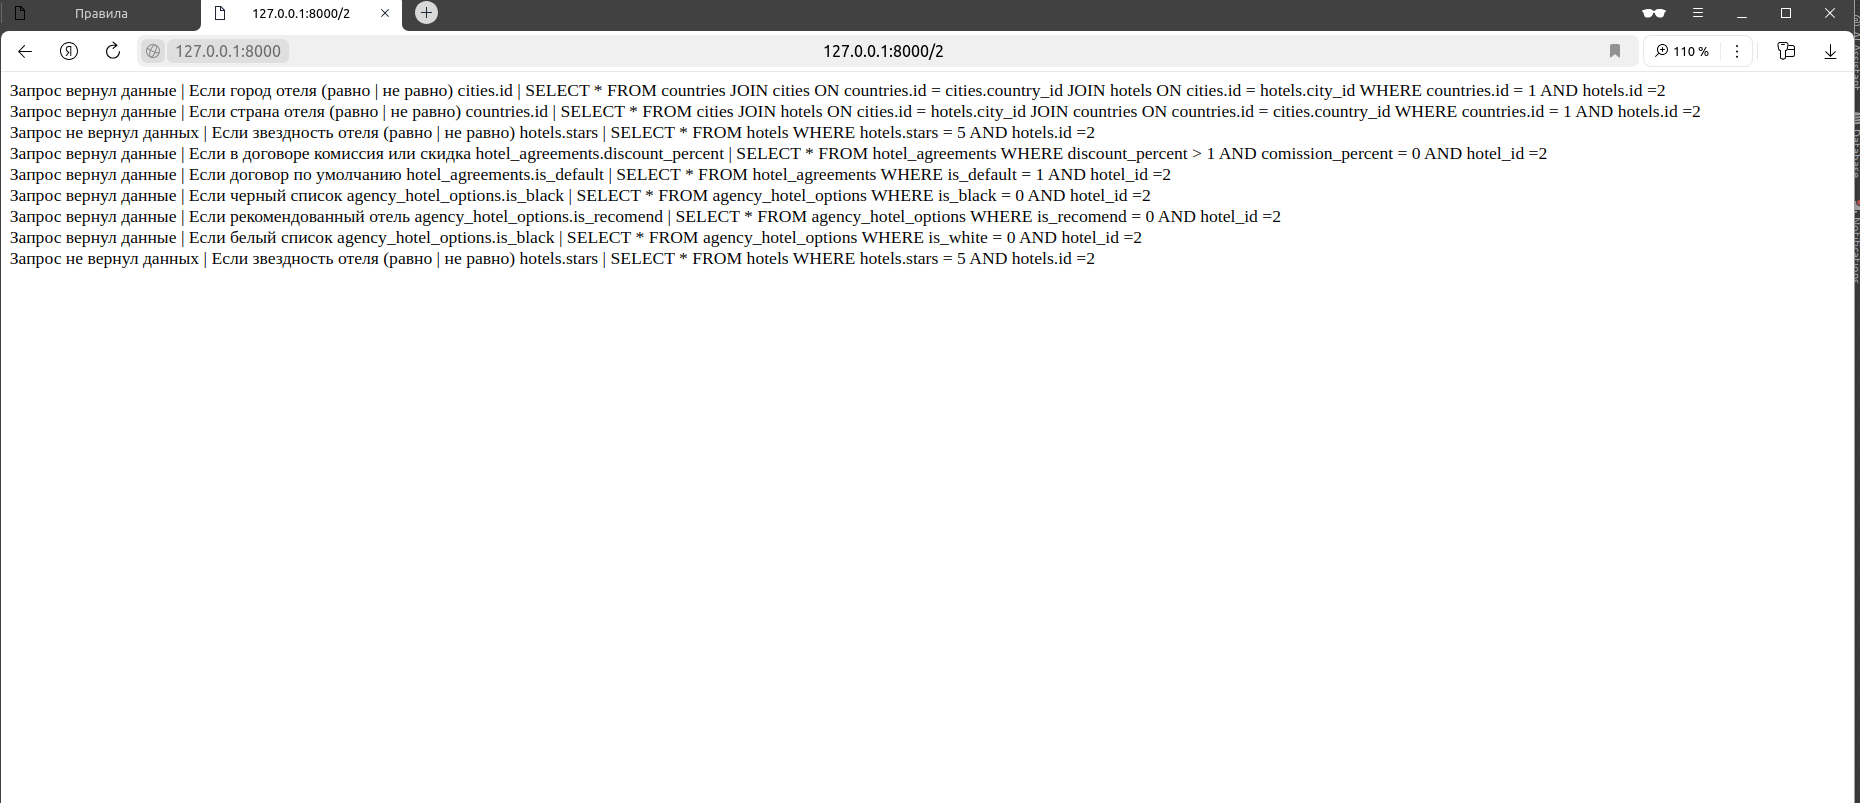 Правила
127.0.0.1:8000/2
127.0.0.1:8000
127.0.0.1:8000/2
110 %
Запрос вернул данные | Если город отеля (равно | не равно) cities.id | SELECT * FROM countries JOIN cities ON countries.id = cities.country_id JOIN hotels ON cities.id = hotels.city_id WHERE countries.id = 1 AND hotels.id =2
Запрос вернул данные | Если страна отеля (равно | не равно) countries.id | SELECT * FROM cities JOIN hotels ON cities.id = hotels.city_id JOIN countries ON countries.id = cities.country_id WHERE countries.id = 1 AND hotels.id =2
Запрос не вернул данных | Если звездность отеля (равно | не равно) hotels.stars | SELECT * FROM hotels WHERE hotels.stars = 5 AND hotels.id =2
Запрос вернул данные | Если в договоре комиссия или скидка hotel_agreements.discount_percent | SELECT * FROM hotel_agreements WHERE discount_percent > 1 AND comission_percent = 0 AND hotel_id =2
Запрос вернул данные | Если договор по умолчанию hotel_agreements.is_default | SELECT * FROM hotel_agreements WHERE is_default = 1 AND hotel_id =2
Запрос вернул данные | Если черный список agency_hotel_options.is_black | SELECT * FROM agency_hotel_options WHERE is_black = 0 AND hotel_id =2
Запрос вернул данные | Если рекомендованный отель agency_hotel_options.is_recomend | SELECT * FROM agency_hotel_options WHERE is_recomend = 0 AND hotel_id =2
Запрос вернул данные | Если белый список agency_hotel_options.is_black | SELECT * FROM agency_hotel_options WHERE is_white = 0 AND hotel_id =2
Запрос не вернул данных | Если звездность отеля (равно | не равно) hotels.stars | SELECT * FROM hotels WHERE hotels.stars = 5 AND hotels.id =2